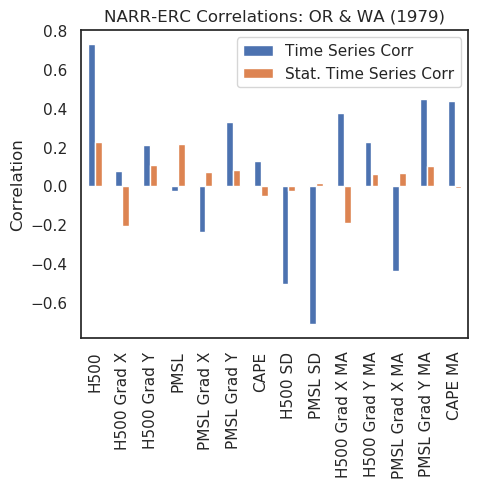 NARR-ERC Correlations: OR & WA (1979)
Time Series Corr
Stat. Time Series Corr
Correlation
0.8
0.6
0.4
0.2
0.0
−0.2
−0.4
−0.6
H500
H500 Grad X
H500 Grad Y
PMSL
PMSL Grad X
PMSL Grad Y
CAPE
H500 SD
PMSL SD
H500 Grad X MA
H500 Grad Y MA
PMSL Grad X MA
PMSL Grad Y MA
CAPE MA